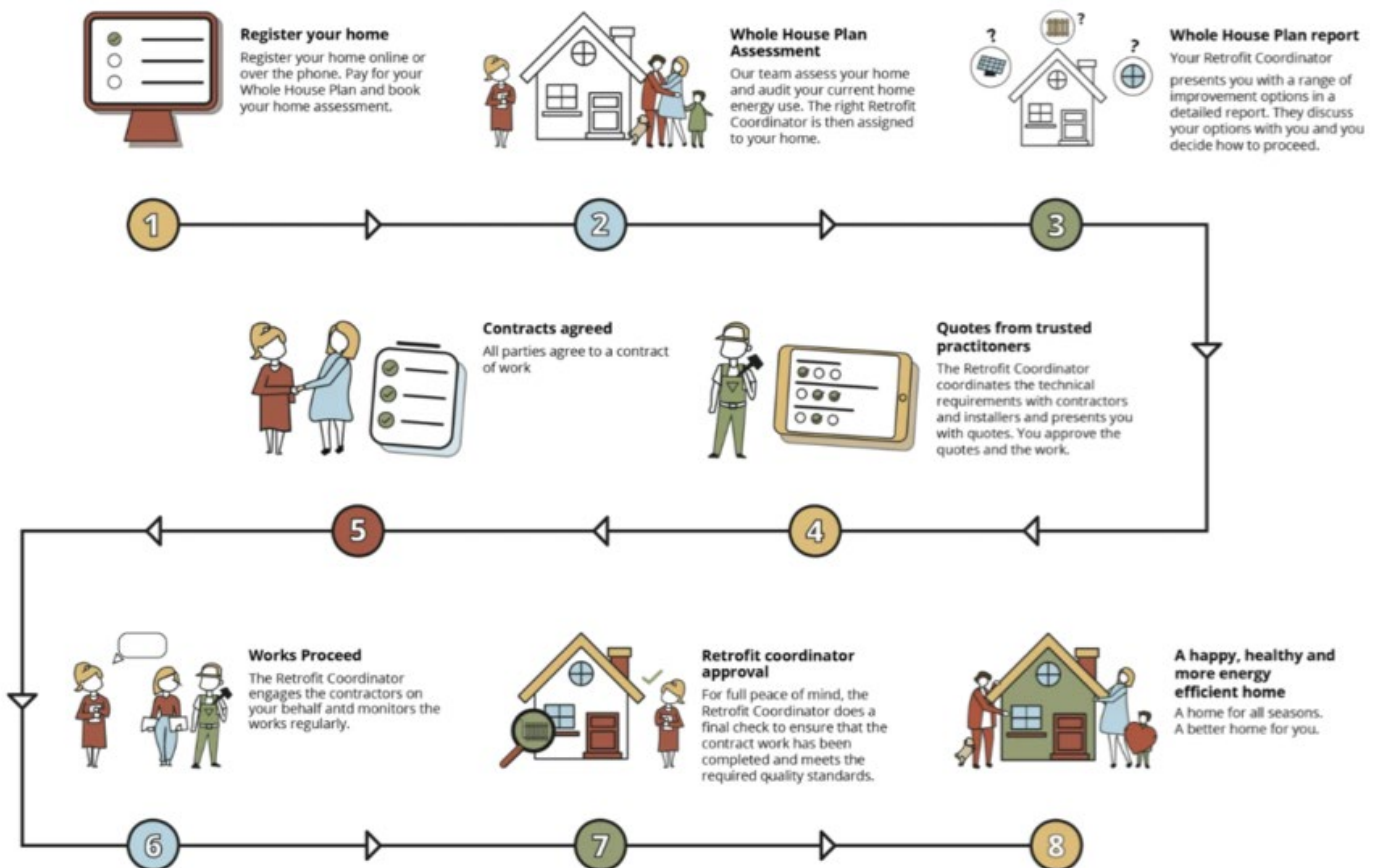 Register your home
Register your home online or
over the phone. Pay for your
Whole House Plan and book
your home assessment.
Whole House Plan
Assessment
Our team assess your home
and audit your current home
energy use. The right Retrofit
Coordinator is then assigned
to your home.
Whole House Plan report
Your Retrofit Coordinator
presents you with a range of
improvement options in a
detailed report. They discuss
your options with you and you
decide how to proceed.
?
?
?
1
2
3
Quotes from trusted
practitoners
The Retrofit Coordinator
coordinates the technical
requirements with contractors
and installers and presents you
with quotes. You approve the
quotes and the work.
Contracts agreed
All parties agree to a contract
of work
4
5
Works Proceed
The Retrofit Coordinator
engages the contractors on
your behalf antd monitors the
works regularly.
Retrofit coordinator
approval
For full peace of mind, the
Retrofit Coordinator does a
final check to ensure that the
contract work has been
completed and meets the
required quality standards.
A happy, healthy and
more energy
efficient home
A home for all seasons.
A better home for you.
6
7
8